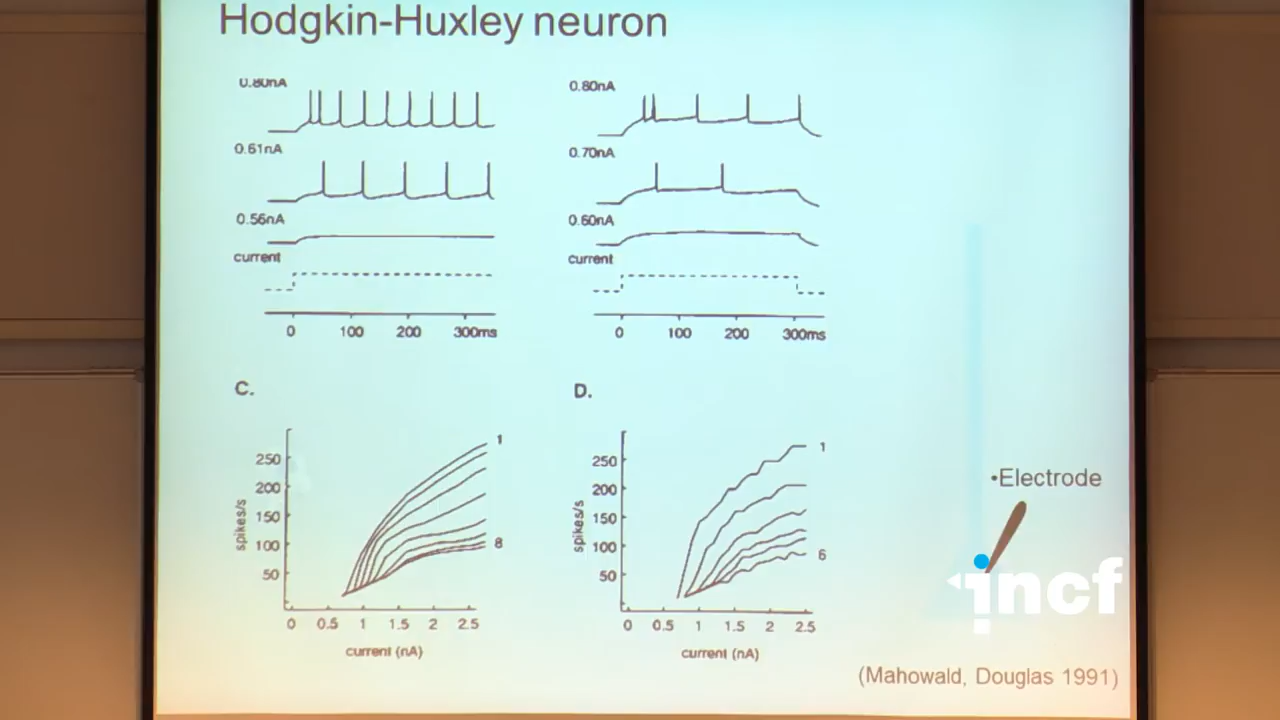 Hodgkin-Huxley neuron
0.80nA
0.61nA
0.56nA
current
0 100 200 300ms
0.80nA
0.70nA
0.60nA
current
0 100 200 300ms
C.
250
200
150
100
50
spikes/s
1
8
0 0.5 1 1.5 2 2.5
current (nA)
D.
250
200
150
100
50
spikes/s
1
6
0 0.5 1 1.5 2 2.5
current (nA)
•Electrode
incf
(Mahowald, Douglas 1991)